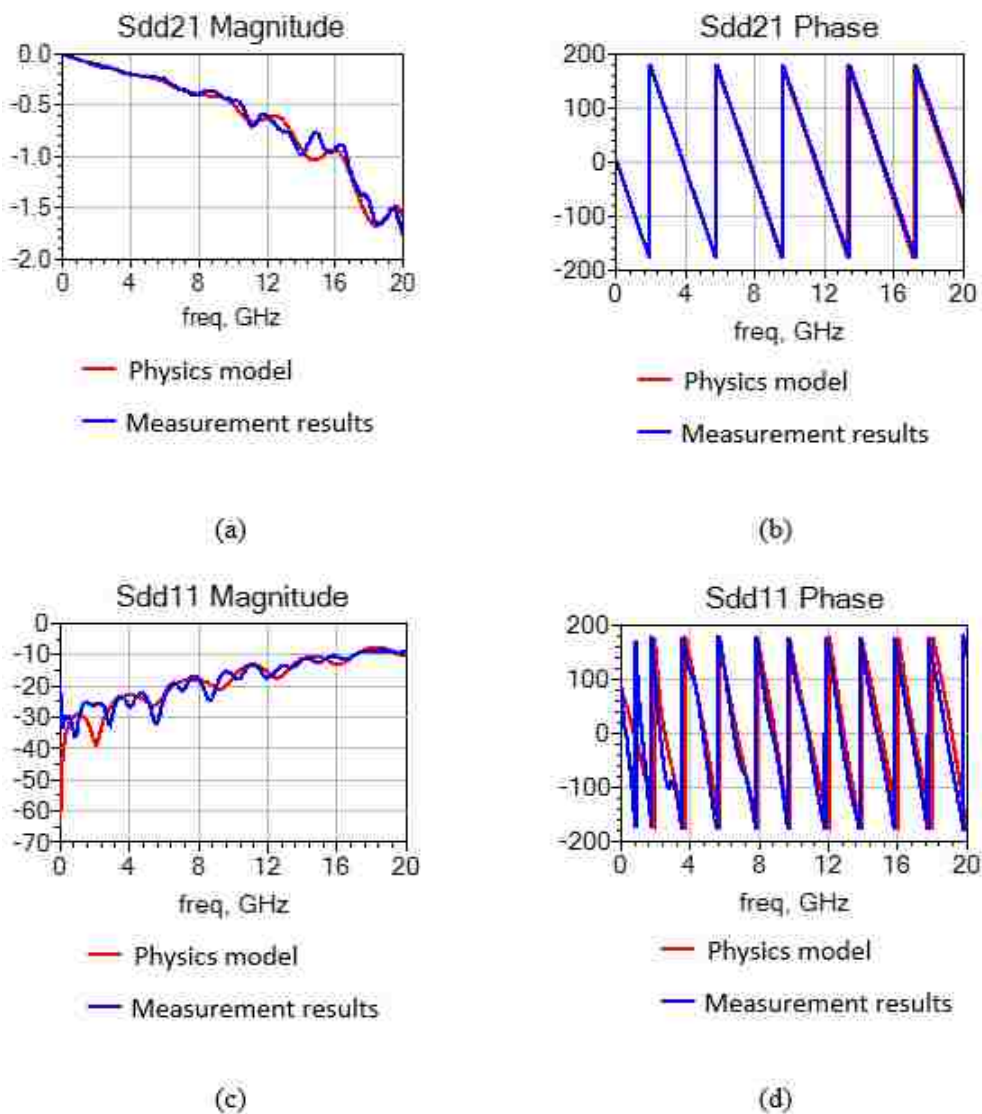 Sdd21 Magnitude
0.0
-0.5
-1.0
-1.5
-2.0
0 4 8 12 16 20
freq, GHz
Physics model
Measurement results
(a)
Sdd21 Phase
200
100
0
-100
-200
0 4 8 12 16 20
freq, GHz
Physics model
Measurement results
(b)
Sdd11 Magnitude
0
-10
-20
-30
-40
-50
-60
-70
0 4 8 12 16 20
freq, GHz
Physics model
Measurement results
(c)
Sdd11 Phase
200
100
0
-100
-200
0 4 8 12 16 20
freq, GHz
Physics model
Measurement results
(d)